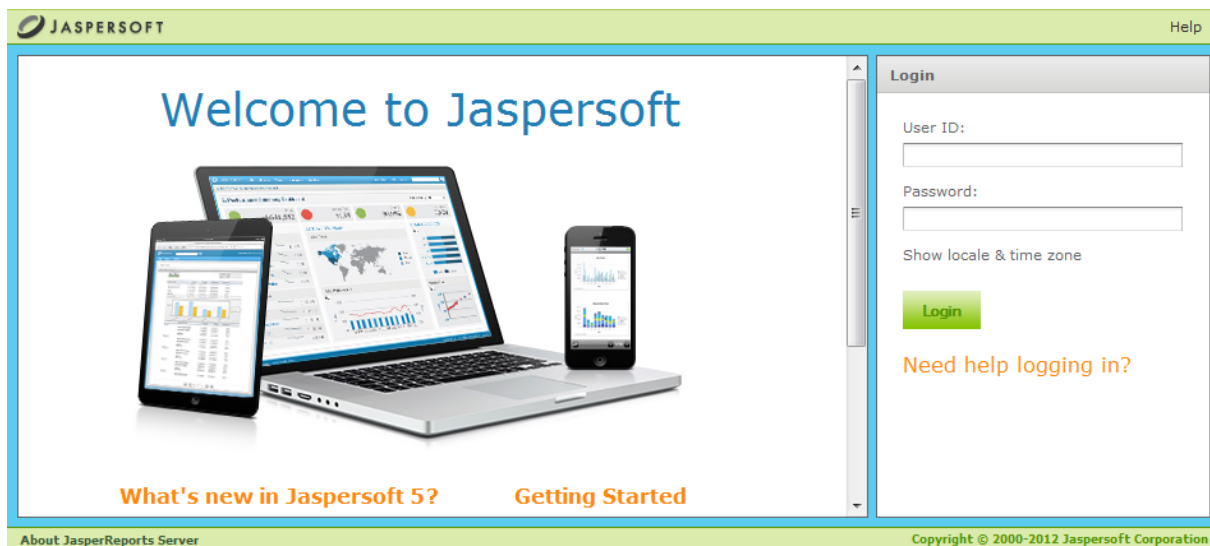 JASPERSOFT
Help
Welcome to Jaspersoft
What's new in Jaspersoft 5?
Getting Started
Login
User ID:
Password:
Show locale & time zone
Login
Need help logging in?
About JasperReports Server
Copyright © 2000-2012 Jaspersoft Corporation